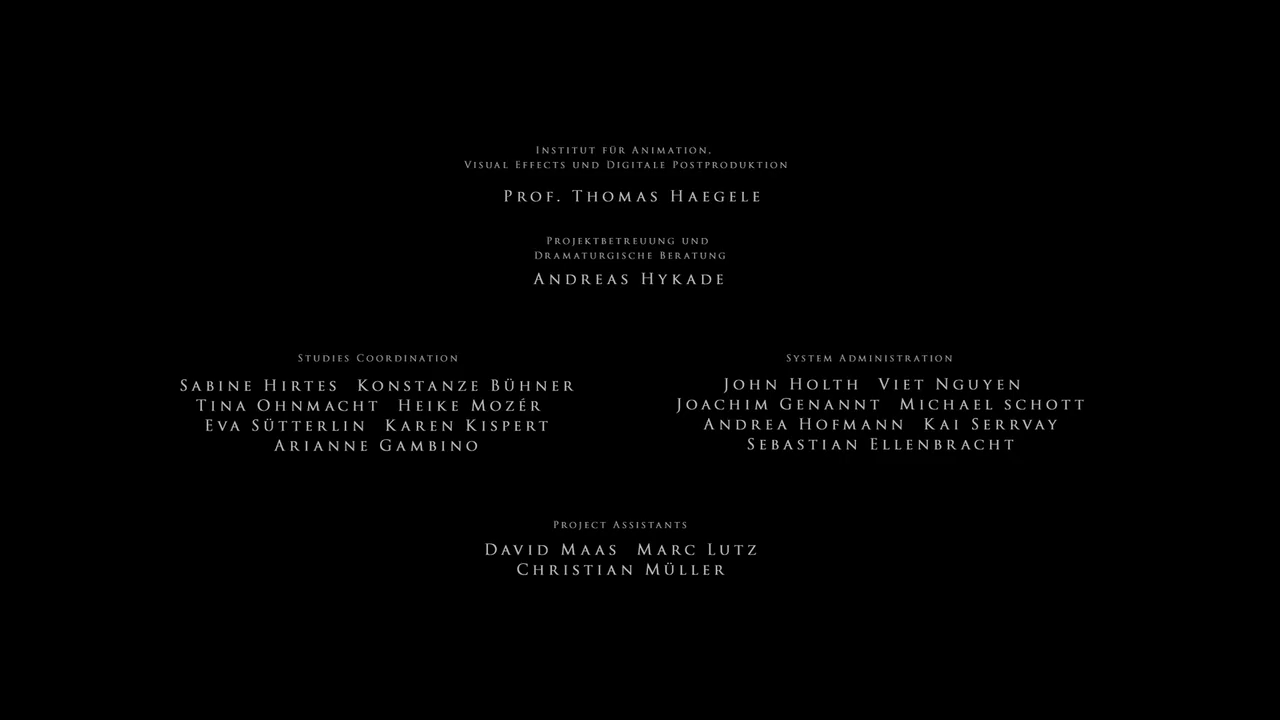 Institut für Animation,
Visual Effects und Digitale Postproduktion
Prof. Thomas Haegele
Projektbetreuung und
Dramaturgische Beratung
Andreas Hykade
Studies Coordination
Sabine Hirtes Konstanze Bühner
Tina Ohnmacht Heike Mozér
Eva Sütterlin Karen Kispert
Arianne Gambino
System Administration
John Holth Viet Nguyen
Joachim Genannt Michael schott
Andrea Hofmann Kai Serrvay
Sebastian Ellenbracht
Project Assistants
David Maas Marc Lutz
Christian Müller